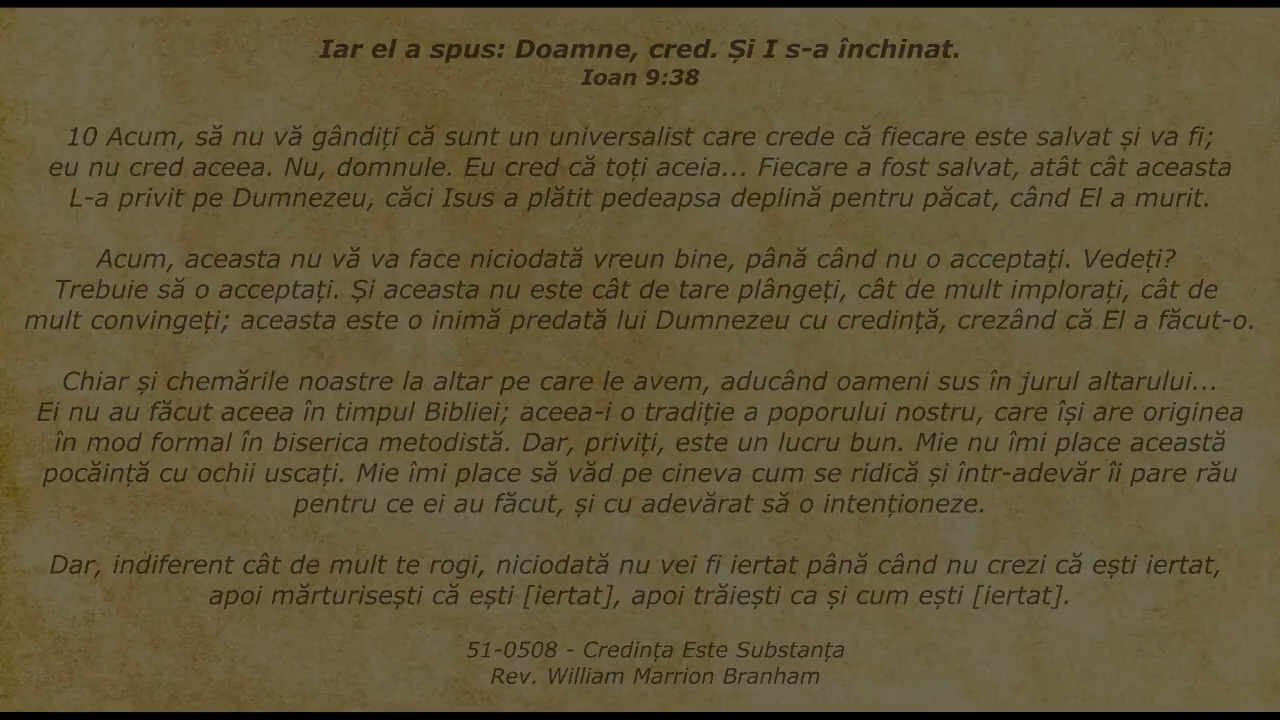 Iar el a spus: Doamne, cred. Și I s-a închinat.
Ioan 9:38
10 Acum, să nu vă gândiți că sunt un universalist care crede că fiecare este salvat și va fi;
eu nu cred aceea. Nu, domnule. Eu cred că toți aceia... Fiecare a fost salvat, atât cât aceasta
L-a privit pe Dumnezeu, căci Isus a plătit pedeapsa deplină pentru păcat, când El a murit.
Acum, aceasta nu vă va face niciodată vreun bine, până când nu o acceptați. Vedeți?
Trebuie să o acceptați. Și aceasta nu este cât de tare plângeți, cât de mult implorați, cât de
mult convingeți; aceasta este o inimă predată lui Dumnezeu cu credință, crezând că El a făcut-o.
Chiar și chemările noastre la altar pe care le avem, aducând oameni sus în jurul altarului...
Ei nu au făcut aceea în timpul Bibliei; aceea-i o tradiție a poporului nostru, care își are originea
în mod formal în biserica metodistă. Dar, priviți, este un lucru bun. Mie nu îmi place această
pocăință cu ochii uscați. Mie îmi place să văd pe cineva cum se ridică și într-adevăr îi pare rău
pentru ce ei au făcut, și cu adevărat să o intenționeze.
Dar, indiferent cât de mult te rogi, niciodată nu vei fi iertat până când nu crezi că ești iertat,
apoi mărturisești că ești [iertat], apoi trăiești ca și cum ești [iertat].
51-0508 - Credința Este Substanța
Rev. William Marrion Branham